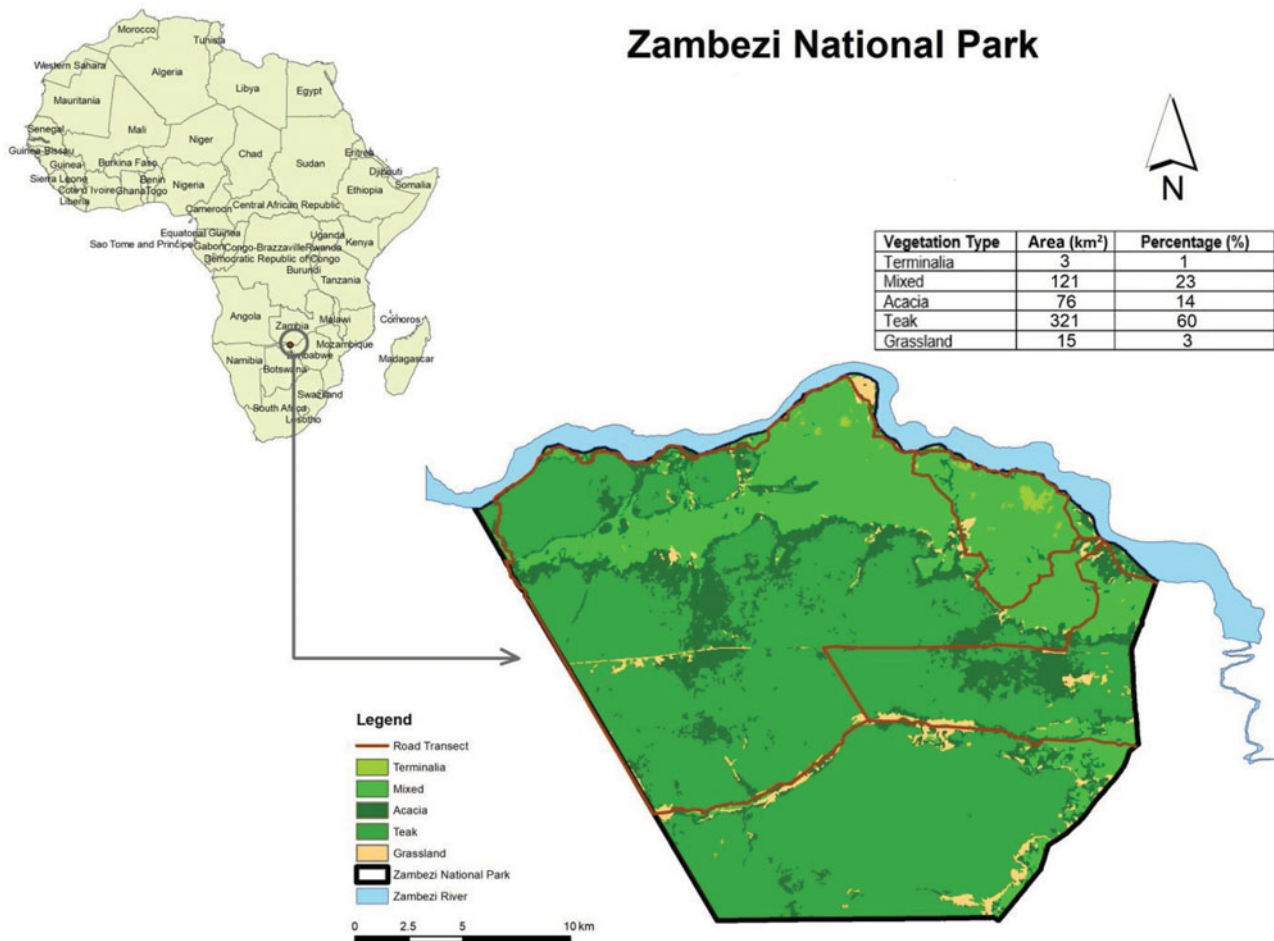 Zambezi National Park
N
Vegetation Type Area (km²) Percentage (%)
Terminalia 3 1
Mixed 121 23
Acacia 76 14
Teak 321 60
Grassland 15 3
Morocco
Tunisia
Western Sahara
Algeria
Libya
Egypt
Mauritania
Mali
Niger
Chad
Sudan
Eritrea
Senegal
Guinea-Bissau
Guinea
Burkina Faso
Benin
Djibouti
Sierra Leone
Cote d'Ivoire
Ghana
Togo
Nigeria
Ethiopia
Somalia
Liberia
Cameroon
Central African Republic
Equatorial Guinea
Sao Tome and Principe
Gabon
Congo-Brazzaville
Uganda
Rwanda
Kenya
Democratic Republic of Congo
Burundi
Tanzania
Angola
Zambia
Malawi
Comoros
Mozambique
Zimbabwe
Madagascar
Namibia
Botswana
Swaziland
South Africa
Lesotho
Legend
Road Transect
Terminalia
Mixed
Acacia
Teak
Grassland
Zambezi National Park
Zambezi River
0 2.5 5 10 km